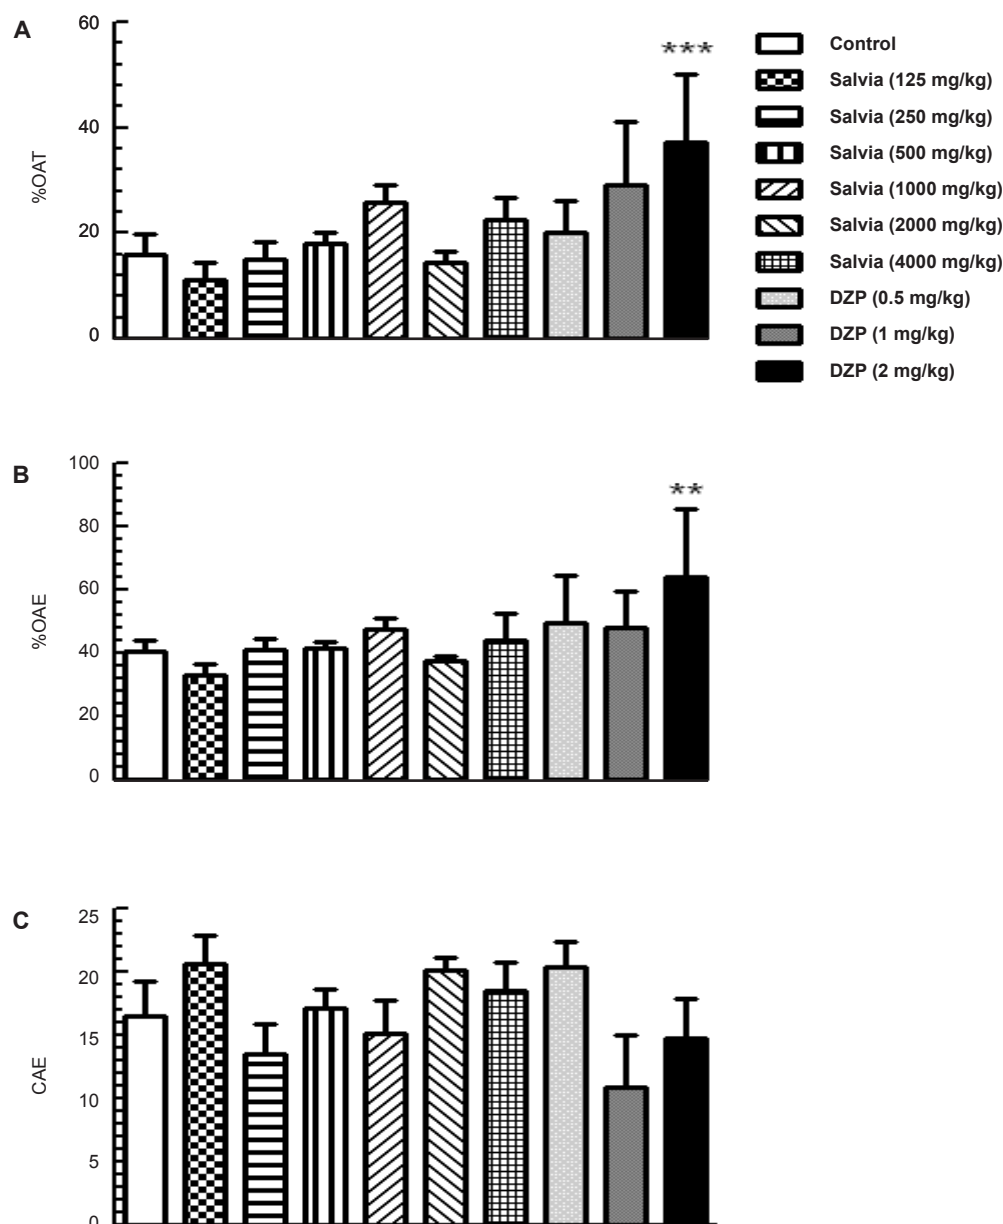 A
60
40
20
0
%OAT
***
Control
Salvia (125 mg/kg)
Salvia (250 mg/kg)
Salvia (500 mg/kg)
Salvia (1000 mg/kg)
Salvia (2000 mg/kg)
Salvia (4000 mg/kg)
DZP (0.5 mg/kg)
DZP (1 mg/kg)
DZP (2 mg/kg)
B
100
80
60
40
20
0
%OAE
**
C
25
20
15
10
5
0
CAE